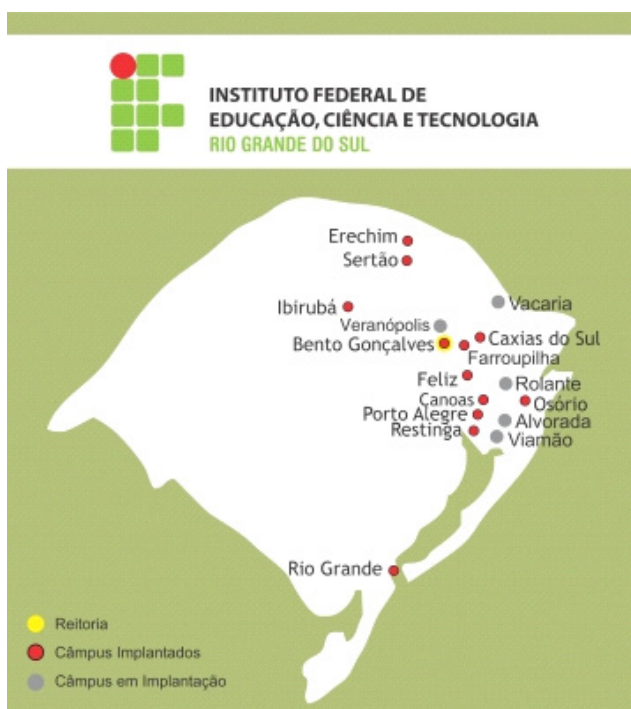 INSTITUTO FEDERAL DE
EDUCAÇÃO, CIÊNCIA E TECNOLOGIA
RIO GRANDE DO SUL
Erechim
Sertão
Ibirubá
Vacaria
Veranópolis
Caxias do Sul
Bento Gonçalves
Farroupilha
Feliz
Rolante
Canoas
Osório
Porto Alegre
Alvorada
Restinga
Viamão
Rio Grande
Reitoria
Câmpus Implantados
Câmpus em Implantação